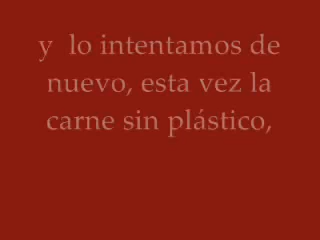 y  lo intentamos de
nuevo, esta vez la
carne sin plástico,